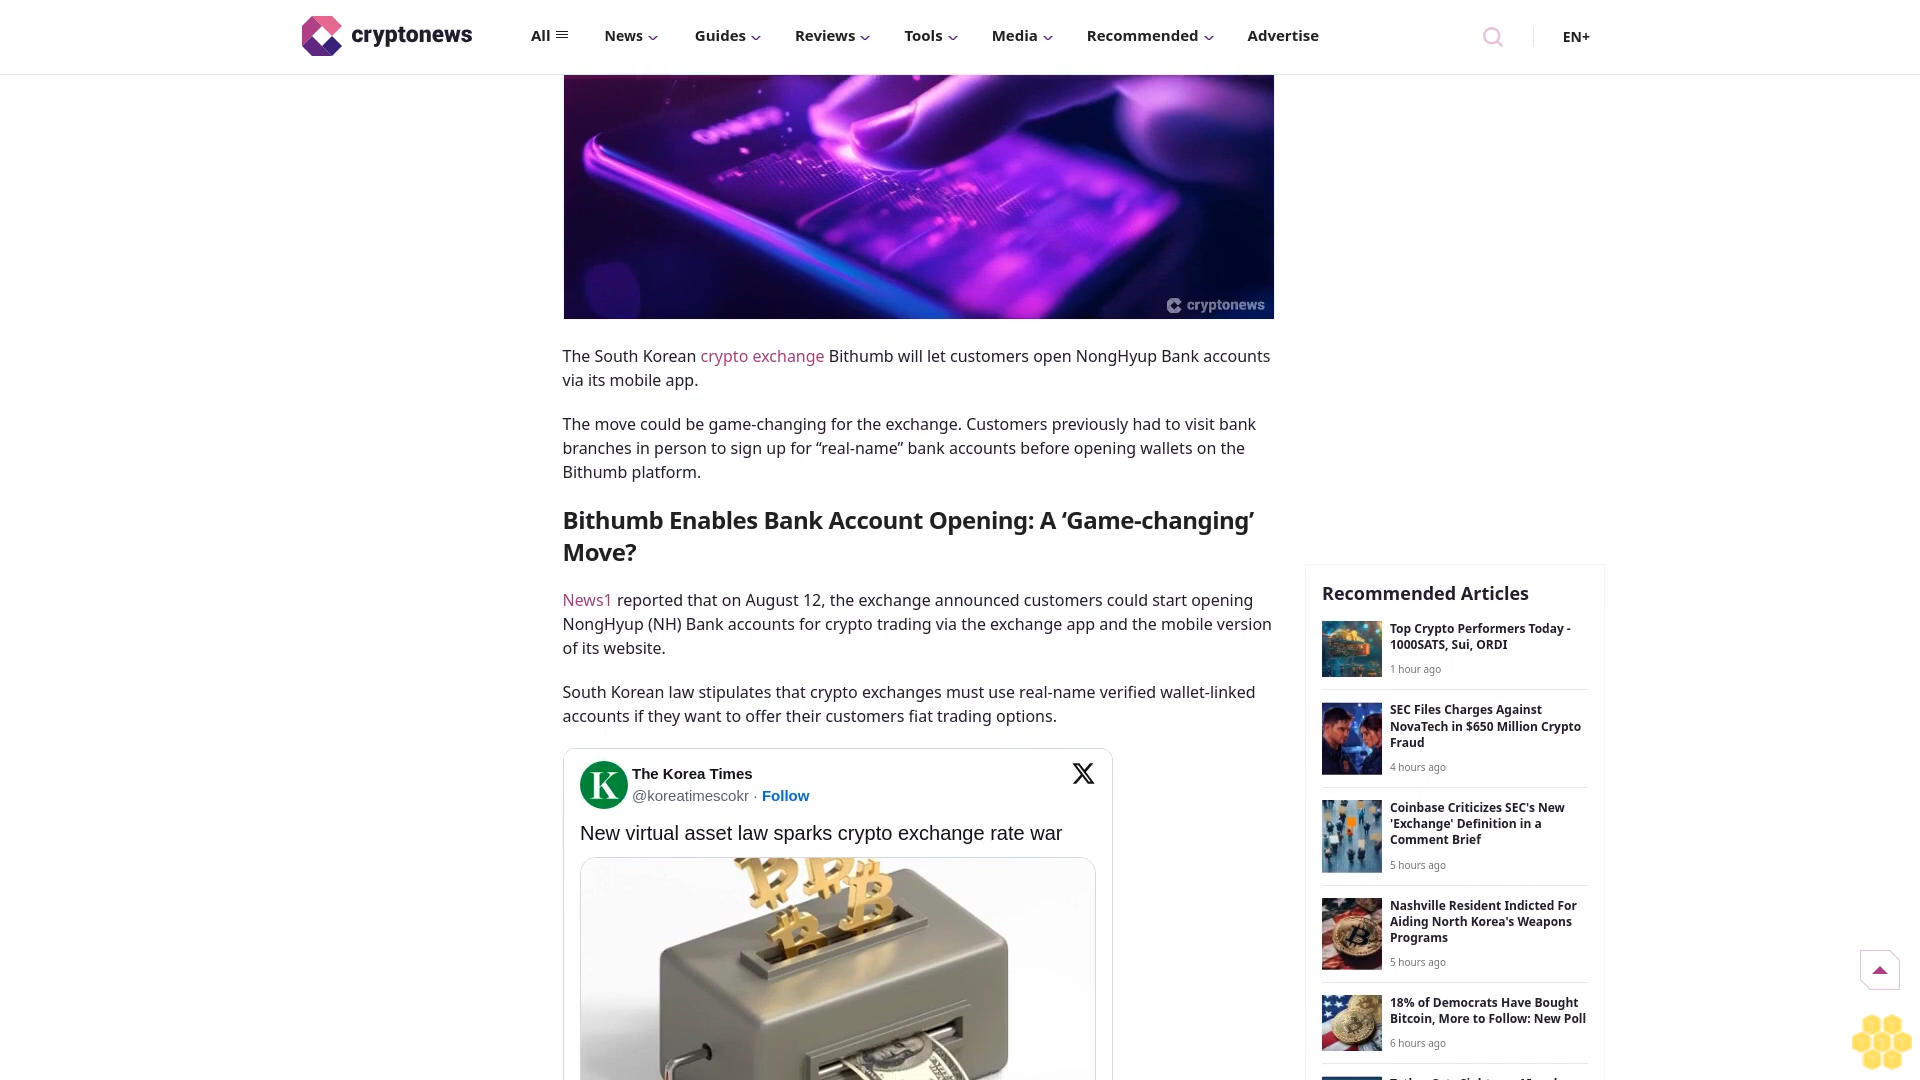 cryptonews
All
News
Guides
Reviews
Tools
Media
Recommended
Advertise
EN+
cryptonews
The South Korean crypto exchange Bithumb will let customers open NongHyup Bank accounts
via its mobile app.
The move could be game-changing for the exchange. Customers previously had to visit bank
branches in person to sign up for “real-name” bank accounts before opening wallets on the
Bithumb platform.
Bithumb Enables Bank Account Opening: A ‘Game-changing’
Move?
News1 reported that on August 12, the exchange announced customers could start opening
NongHyup (NH) Bank accounts for crypto trading via the exchange app and the mobile version
of its website.
South Korean law stipulates that crypto exchanges must use real-name verified wallet-linked
accounts if they want to offer their customers fiat trading options.
K
The Korea Times
@koreatimescokr · Follow
New virtual asset law sparks crypto exchange rate war
Recommended Articles
Top Crypto Performers Today -
1000SATS, Sui, ORDI
1 hour ago
SEC Files Charges Against
NovaTech in $650 Million Crypto
Fraud
4 hours ago
Coinbase Criticizes SEC's New
'Exchange' Definition in a
Comment Brief
5 hours ago
Nashville Resident Indicted For
Aiding North Korea's Weapons
Programs
5 hours ago
18% of Democrats Have Bought
Bitcoin, More to Follow: New Poll
6 hours ago